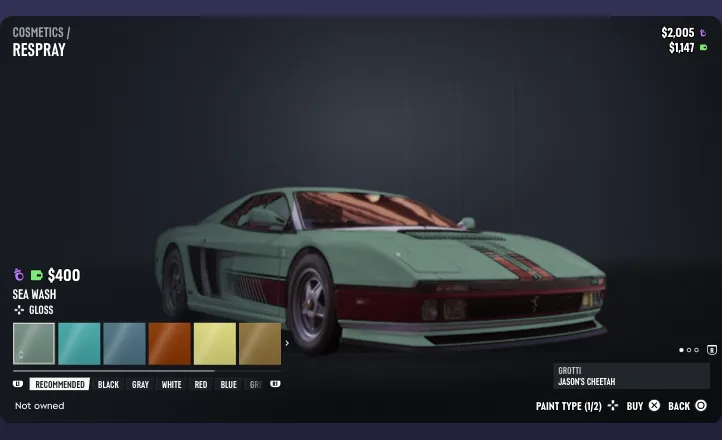 COSMETICS /
RESPRAY
$2,005
$1,147
$400
SEA WASH
GLOSS
RECOMMENDED BLACK GRAY WHITE RED BLUE
Not owned
GROTTI
JASON'S CHEETAH
PAINT TYPE (1/2) BUY BACK